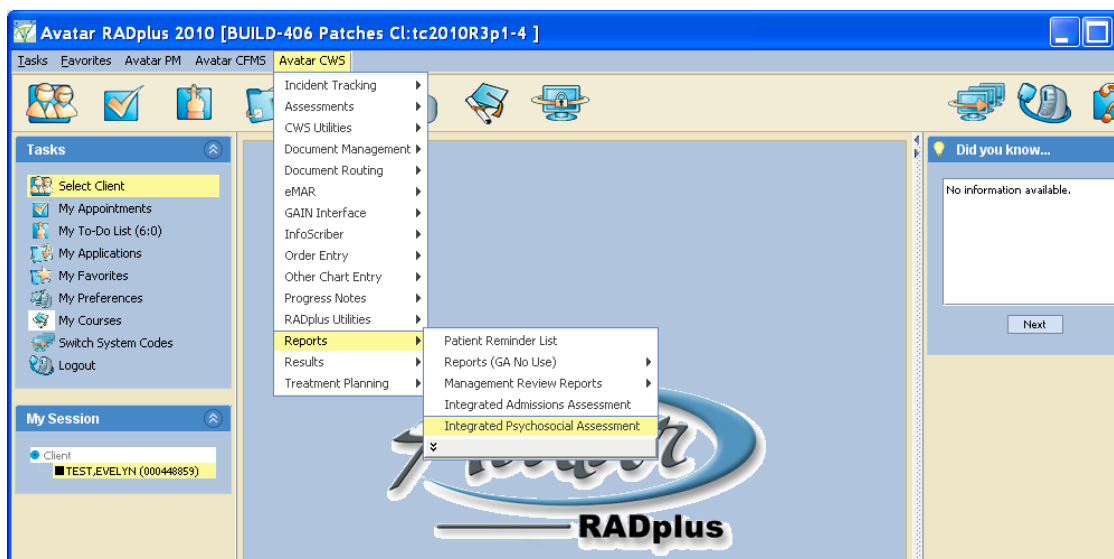 Avatar RADplus 2010 [BUILD-406 Patches Cl:tc2010R3p1-4 ]
Tasks Favorites Avatar PM Avatar CFMS Avatar CWS
Incident Tracking
Assessments
CWS Utilities
Document Management
Document Routing
eMAR
GAIN Interface
InfoScriber
Order Entry
Other Chart Entry
Progress Notes
RADplus Utilities
Reports
Results
Treatment Planning
Patient Reminder List
Reports (GA No Use)
Management Review Reports
Integrated Admissions Assessment
Integrated Psychosocial Assessment
Tasks
Select Client
My Appointments
My To-Do List (6:0)
My Applications
My Favorites
My Preferences
My Courses
Switch System Codes
Logout
My Session
Client
TEST,EVELYN (000448859)
Did you know...
No information available.
Next
RADplus